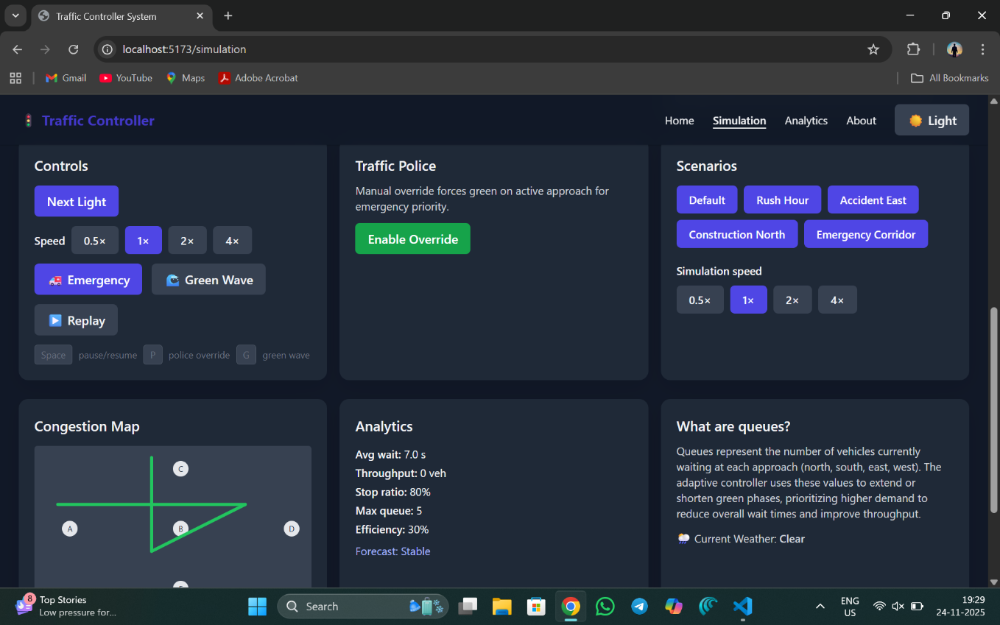 Traffic Controller System
localhost:5173/simulation
Gmail
YouTube
Maps
Adobe Acrobat
All Bookmarks
Traffic Controller
Home
Simulation
Analytics
About
Light
Controls
Next Light
Speed
0.5×
1×
2×
4×
Emergency
Green Wave
Replay
Space
pause/resume
P
police override
G
green wave
Traffic Police
Manual override forces green on active approach for
emergency priority.
Enable Override
Scenarios
Default
Rush Hour
Accident East
Construction North
Emergency Corridor
Simulation speed
0.5×
1×
2×
4×
Congestion Map
C
A
B
D
Analytics
Avg wait: 7.0 s
Throughput: 0 veh
Stop ratio: 80%
Max queue: 5
Efficiency: 30%
Forecast: Stable
What are queues?
Queues represent the number of vehicles currently
waiting at each approach (north, south, east, west). The
adaptive controller uses these values to extend or
shorten green phases, prioritizing higher demand to
reduce overall wait times and improve throughput.
Current Weather: Clear
8
Top Stories
Low pressure for...
Search
ENG
US
19:29
24-11-2025